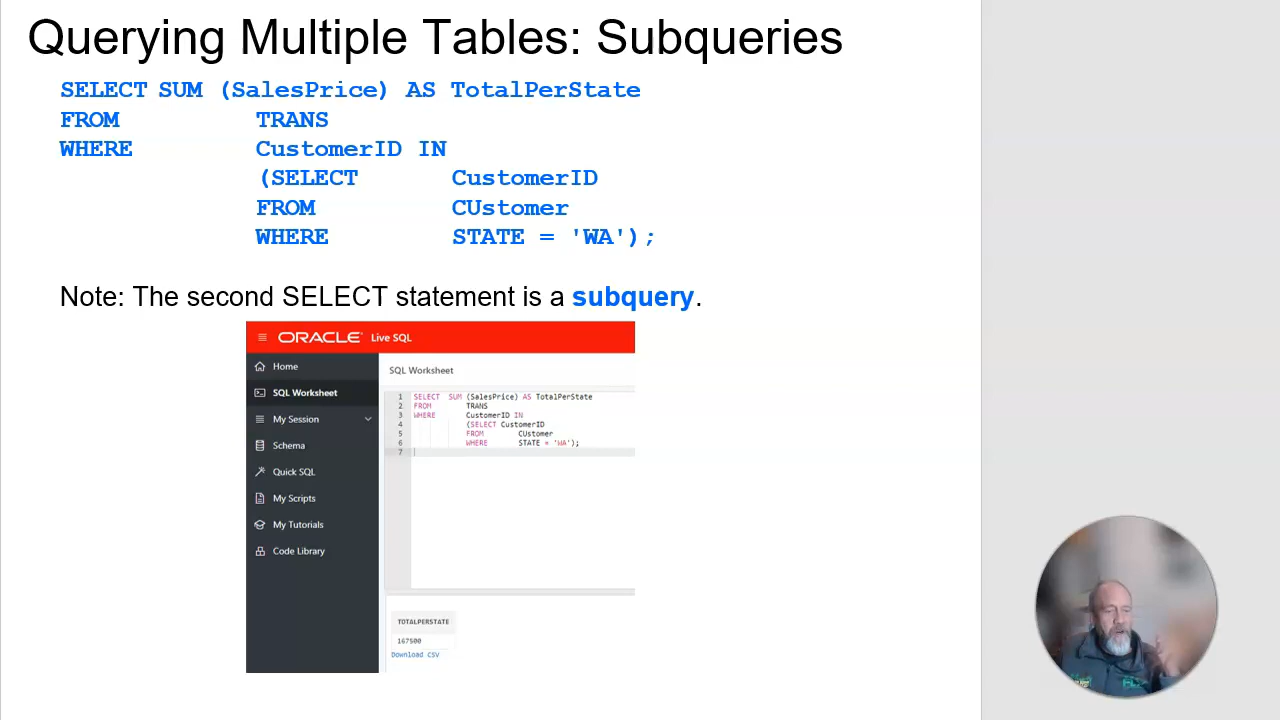 Querying Multiple Tables: Subqueries
SELECT SUM (SalesPrice) AS TotalPerState
FROM TRANS
WHERE CustomerID IN
(SELECT CustomerID
FROM CUstomer
WHERE STATE = 'WA');
Note: The second SELECT statement is a subquery.
ORACLE Live SQL
Home
SQL Worksheet
My Session
Schema
Quick SQL
My Scripts
My Tutorials
Code Library
SQL Worksheet
1 SELECT SUM (SalesPrice) AS TotalPerState
2 FROM TRANS
3 WHERE CustomerID IN
4 (SELECT CustomerID
5 FROM CUstomer
6 WHERE STATE = 'WA');
7
TOTALPERSTATE
167500
Download CSV